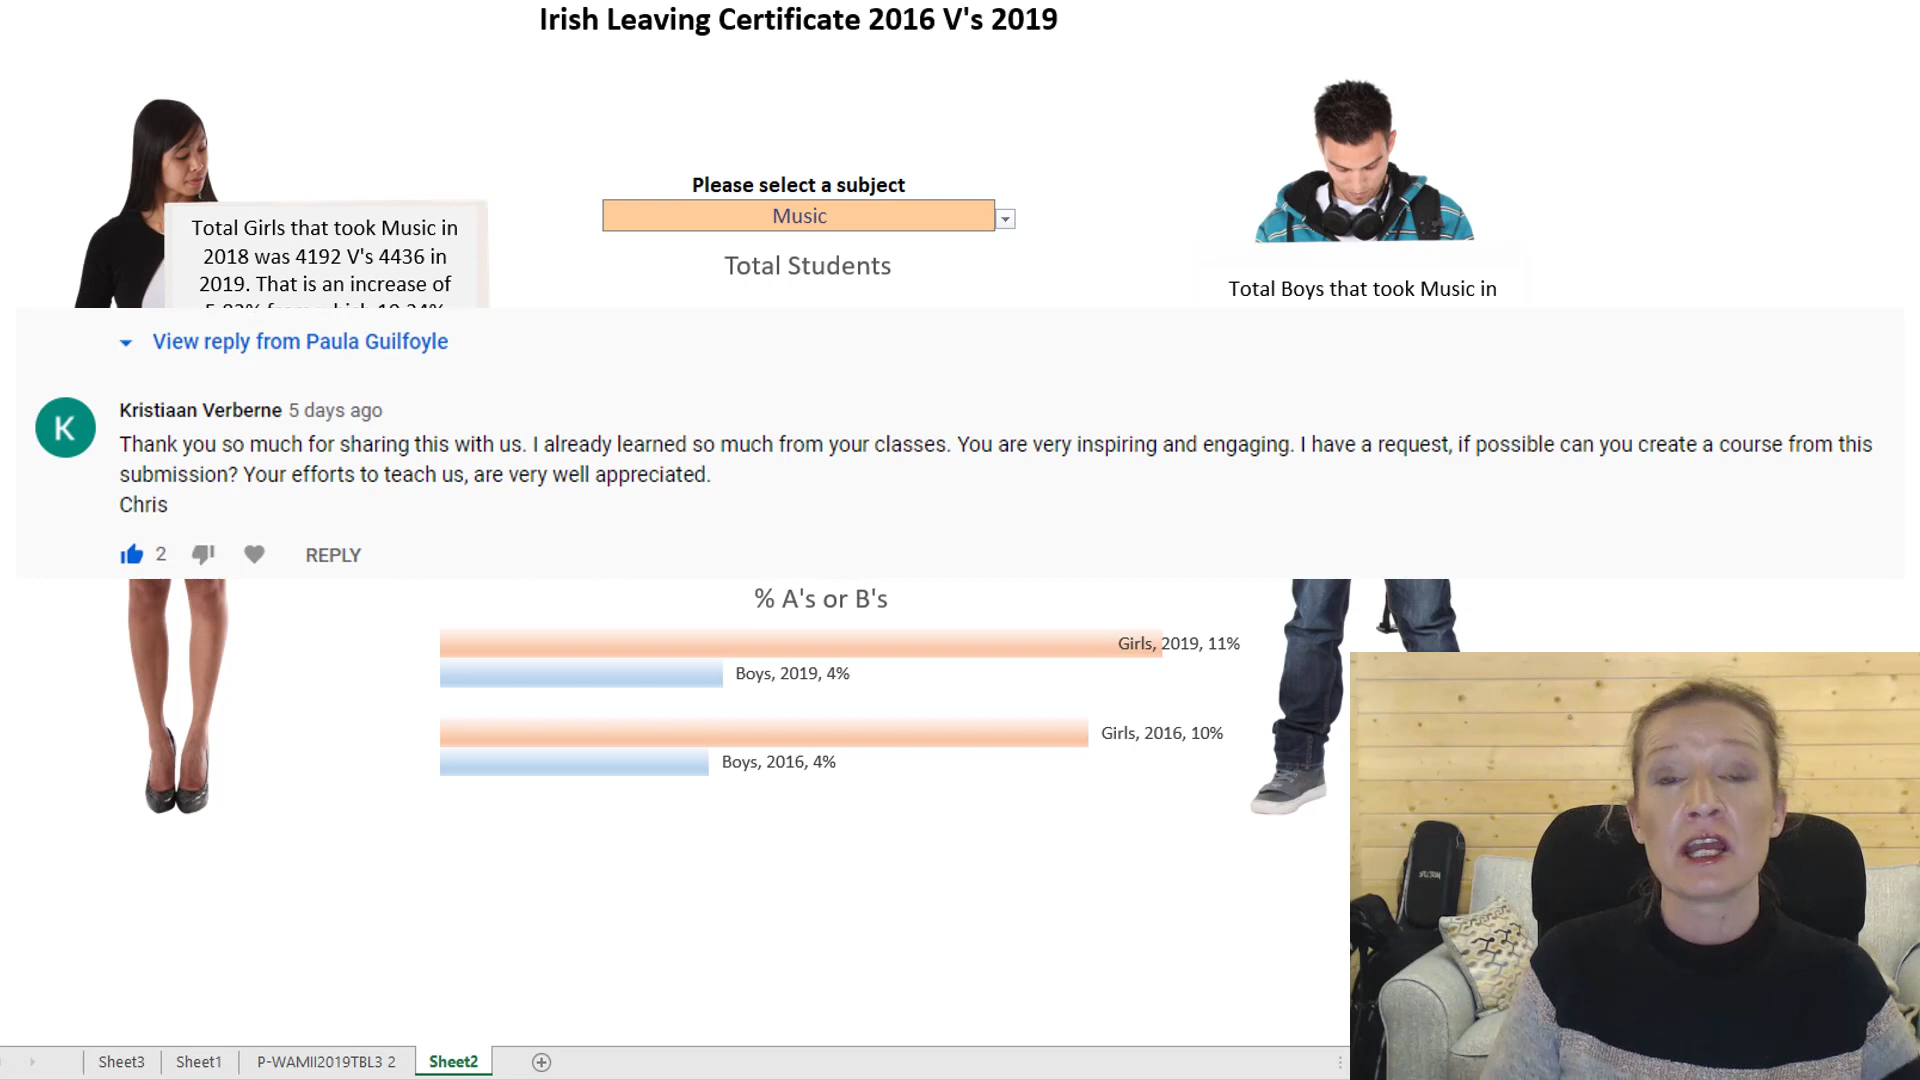 Irish Leaving Certificate 2016 V's 2019
Please select a subject
Music
Total Students
Total Girls that took Music in
2018 was 4192 V's 4436 in
2019. That is an increase of
Total Boys that took Music in
View reply from Paula Guilfoyle
K
Kristiaan Verberne 5 days ago
Thank you so much for sharing this with us. I already learned so much from your classes. You are very inspiring and engaging. I have a request, if possible can you create a course from this
submission? Your efforts to teach us, are very well appreciated.
Chris
2
REPLY
% A's or B's
Girls, 2019, 11%
Boys, 2019, 4%
Girls, 2016, 10%
Boys, 2016, 4%
Sheet3
Sheet1
P-WAMII2019TBL3 2
Sheet2